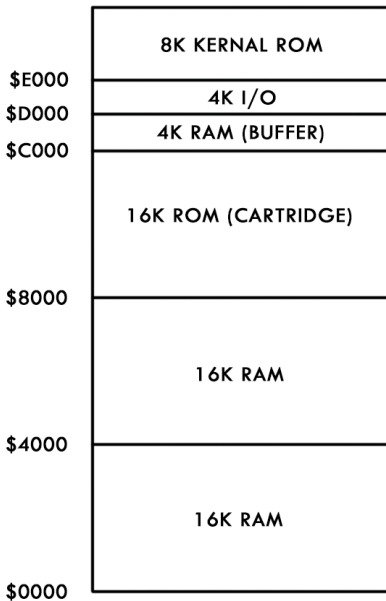 8K KERNAL ROM
$E000
4K I/O
$D000
4K RAM (BUFFER)
$C000
16K ROM (CARTRIDGE)
$8000
16K RAM
$4000
16K RAM
$0000